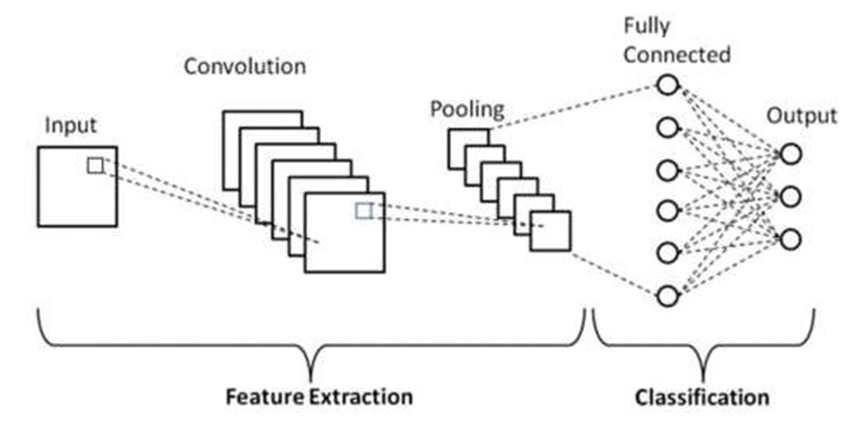 Input
Convolution
Pooling
Fully
Connected
Output
Feature Extraction
Classification